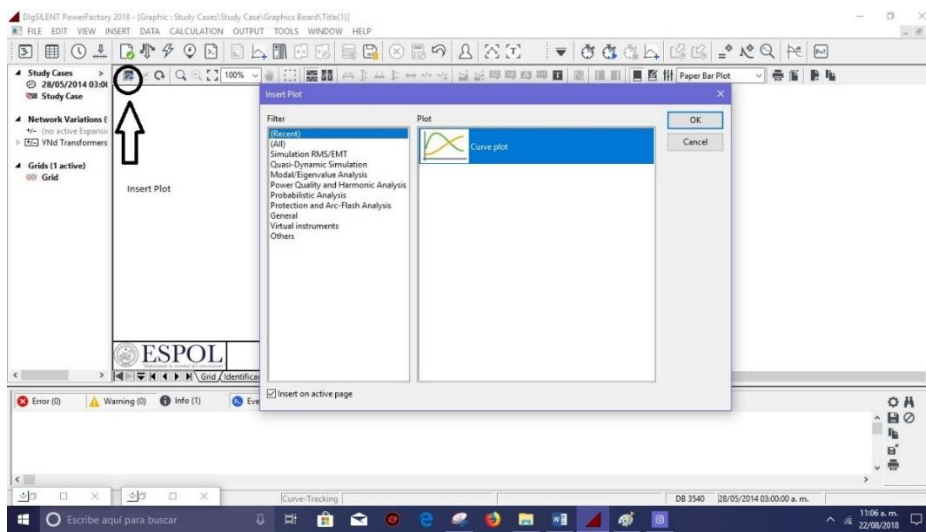 DIgSILENT PowerFactory 2018 - [Graphic : Study Cases\Study Case\Graphics Board\Title(1)]
FILE EDIT VIEW INSERT DATA CALCULATION OUTPUT TOOLS WINDOW HELP
Study Cases
28/05/2014 03:00
Study Case
Network Variations (
(no active Expansi
YNd Transformers
Grids (1 active)
Grid
100%
Paper Bar Plot
Insert Plot
Insert Plot
Filter
(Recent)
(All)
Simulation RMS/EMT
Quasi-Dynamic Simulation
Modal/Eigenvalue Analysis
Power Quality and Harmonic Analysis
Probabilistic Analysis
Protection and Arc-Flash Analysis
General
Virtual instruments
Others
Plot
Curve plot
OK
Cancel
Insert on active page
ESPOL
Grid Identifica
Error (0) Warning (0) Info (1) Eve
Curve-Tracking
DB 3540 28/05/2014 03:00:00 a. m.
Escribe aquí para buscar
11:06 a. m.
22/08/2018